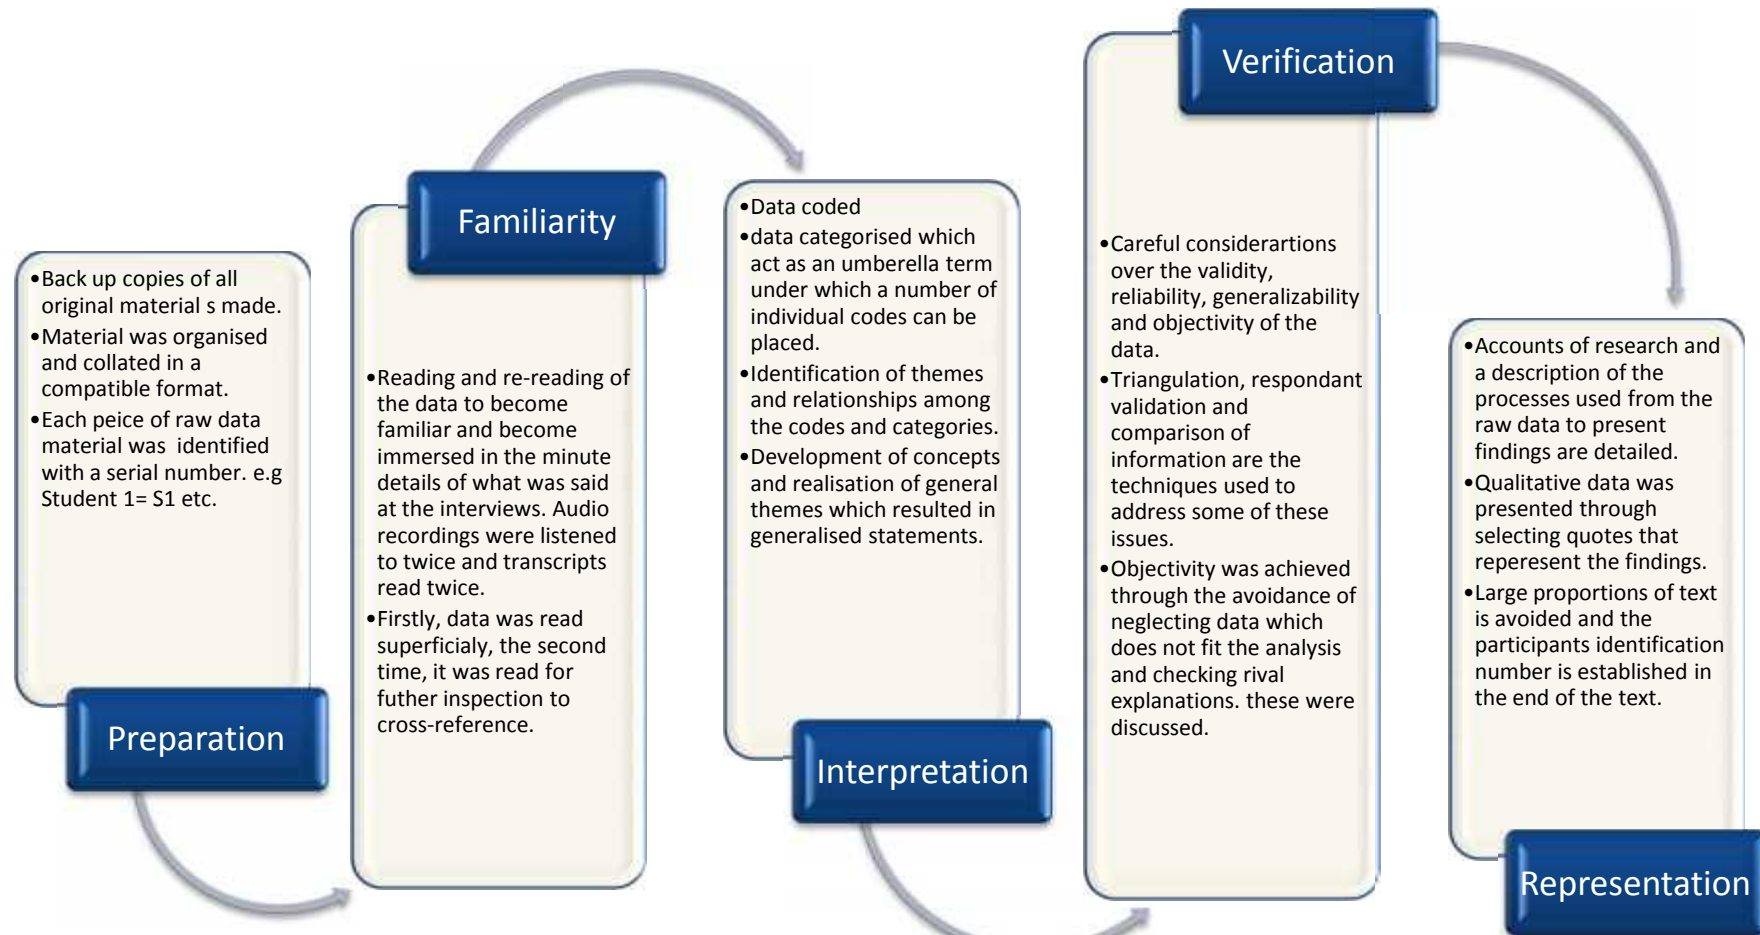 •Back up copies of all
original material s made.
•Material was organised
and collated in a
compatible format.
•Each peice of raw data
material was identified
with a serial number. e.g
Student 1= S1 etc.
Preparation
Familiarity
•Reading and re-reading of
the data to become
familiar and become
immersed in the minute
details of what was said
at the interviews. Audio
recordings were listened
to twice and transcripts
read twice.
•Firstly, data was read
superficialy, the second
time, it was read for
futher inspection to
cross-reference.
•Data coded
•data categorised which
act as an umberella term
under which a number of
individual codes can be
placed.
•Identification of themes
and relationships among
the codes and categories.
•Development of concepts
and realisation of general
themes which resulted in
generalised statements.
Interpretation
Verification
•Careful considerartions
over the validity,
reliability, generalizability
and objectivity of the
data.
•Triangulation, respondant
validation and
comparison of
information are the
techniques used to
address some of these
issues.
•Objectivity was achieved
through the avoidance of
neglecting data which
does not fit the analysis
and checking rival
explanations. these were
discussed.
•Accounts of research and
a description of the
processes used from the
raw data to present
findings are detailed.
•Qualitative data was
presented through
selecting quotes that
reperesent the findings.
•Large proportions of text
is avoided and the
participants identification
number is established in
the end of the text.
Representation